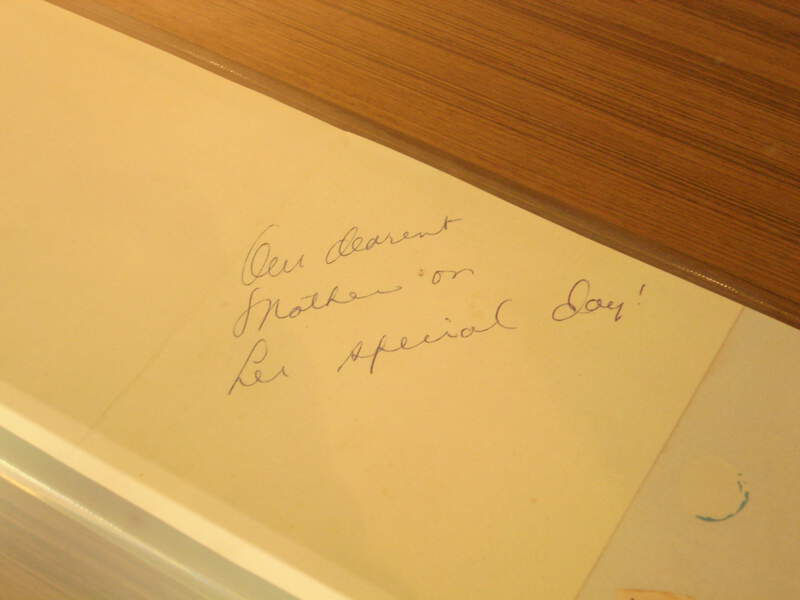 Our dearest
Mother on
her special Day!